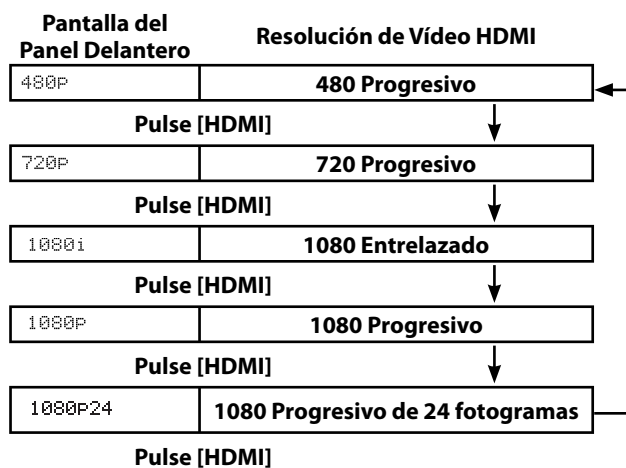 Pantalla del
Panel Delantero
Resolución de Vídeo HDMI
480p 480 Progresivo
Pulse [HDMI]
720p 720 Progresivo
Pulse [HDMI]
1080i 1080 Entrelazado
Pulse [HDMI]
1080p 1080 Progresivo
Pulse [HDMI]
1080p24 1080 Progresivo de 24 fotogramas
Pulse [HDMI]